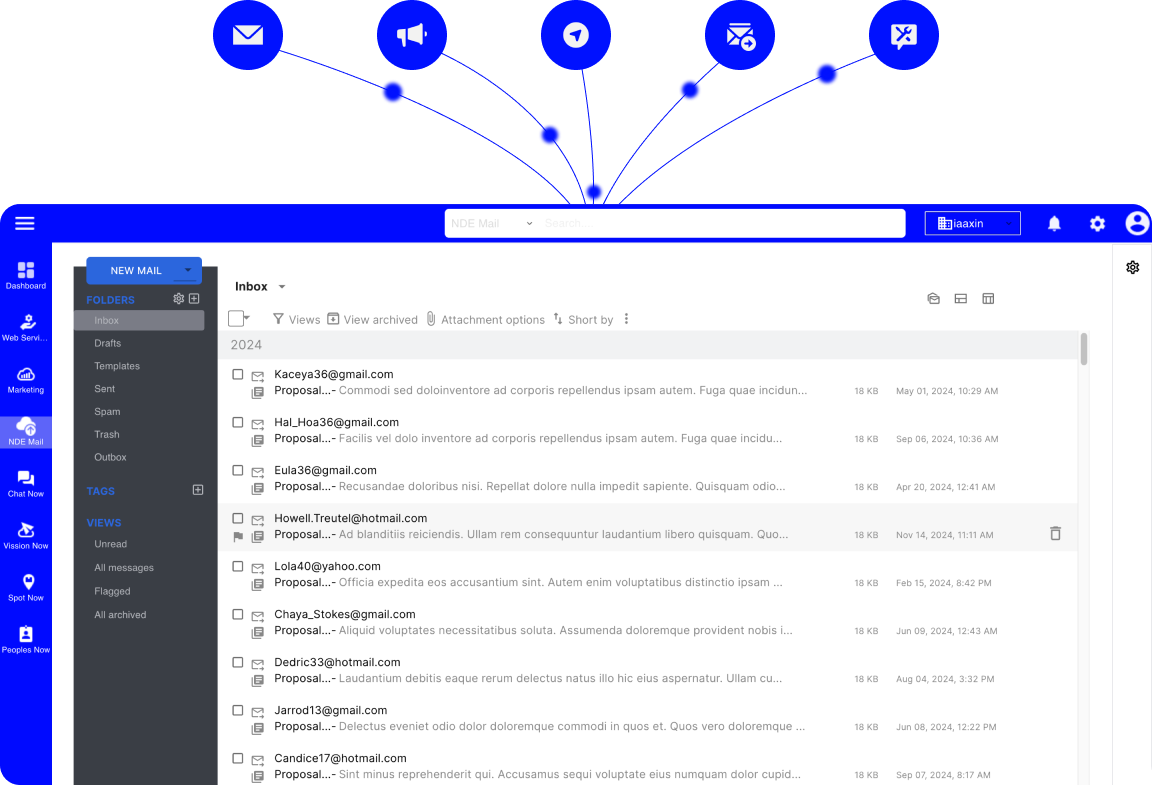 NDE Mail
Search...
iaaxin
Dashboard
Web Servi...
Marketing
NDE Mail
Chat Now
Vission Now
Spot Now
Peoples Now
NEW MAIL
FOLDERS
Inbox
Drafts
Templates
Sent
Spam
Trash
Outbox
TAGS
VIEWS
Unread
All messages
Flagged
All archived
Inbox
Views View archived Attachment options Short by
2024
Kaceya36@gmail.com
Proposal...- Commodi sed doloinventore ad corporis repellendus ipsam autem. Fuga quae incidun... 18 KB May 01, 2024, 10:29 AM
Hal_Hoa36@gmail.com
Proposal...- Facilis vel dolo inventore ad corporis repellendus ipsam autem. Fuga quae incidu... 18 KB Sep 06, 2024, 10:36 AM
Eula36@gmail.com
Proposal...- Recusandae doloribus nisi. Repellat dolore nulla impedit sapiente. Quisquam odio... 18 KB Apr 20, 2024, 12:41 AM
Howell.Treutel@hotmail.com
Proposal...- Ad blanditiis reiciendis. Ullam rem consequuntur laudantium libero quisquam. Quo... 18 KB Nov 14, 2024, 11:11 AM
Lola40@yahoo.com
Proposal...- Officia expedita eos accusantium sint. Autem enim voluptatibus distinctio ipsam ... 18 KB Feb 15, 2024, 8:42 PM
Chaya_Stokes@gmail.com
Proposal...- Aliquid voluptates necessitatibus soluta. Assumenda doloremque provident nobis i... 18 KB Jun 09, 2024, 12:43 AM
Dedric33@hotmail.com
Proposal...- Laudantium debitis eaque rerum delectus natus illo hic eius aspernatur. Ullam cu... 18 KB Aug 04, 2024, 3:32 PM
Jarrod13@gmail.com
Proposal...- Delectus eveniet odio dolor doloremque commodi in quos et. Quos vero doloremque ... 18 KB Jun 08, 2024, 12:22 PM
Candice17@hotmail.com
Proposal...- Sint minus reprehenderit qui. Accusamus sequi voluptate eius numquam dolor cupid... 18 KB Sep 07, 2024, 8:17 AM